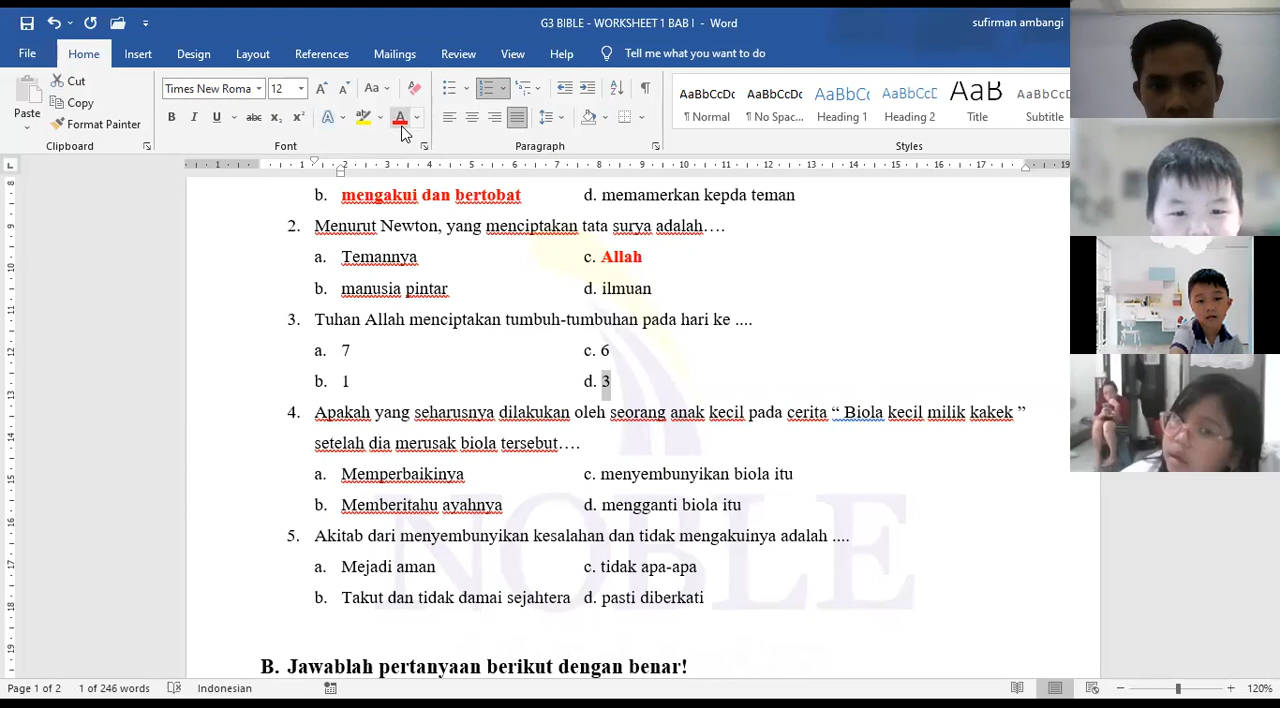 G3 BIBLE - WORKSHEET 1 BAB I - Word
sufirman ambangi
File Home Insert Design Layout References Mailings Review View Help Tell me what you want to do
Paste
Cut
Copy
Format Painter
Clipboard
Times New Roma 12
Font
Paragraph
AaBbCcDc AaBbCcDc AaBbCc AaBbCcD AaB AaBbCcD
¶ Normal ¶ No Spac... Heading 1 Heading 2 Title Subtitle
Styles
b. mengakui dan bertobat d. memamerkan kepda teman
2. Menurut Newton, yang menciptakan tata surya adalah….
a. Temannya c. Allah
b. manusia pintar d. ilmuan
3. Tuhan Allah menciptakan tumbuh-tumbuhan pada hari ke ....
a. 7 c. 6
b. 1 d. 3
4. Apakah yang seharusnya dilakukan oleh seorang anak kecil pada cerita “ Biola kecil milik kakek ”
setelah dia merusak biola tersebut….
a. Memperbaikinya c. menyembunyikan biola itu
b. Memberitahu ayahnya d. mengganti biola itu
5. Akitab dari menyembunyikan kesalahan dan tidak mengakuinya adalah ....
a. Mejadi aman c. tidak apa-apa
b. Takut dan tidak damai sejahtera d. pasti diberkati
NOBLE
B. Jawablah pertanyaan berikut dengan benar!
Page 1 of 2 1 of 246 words Indonesian 120%